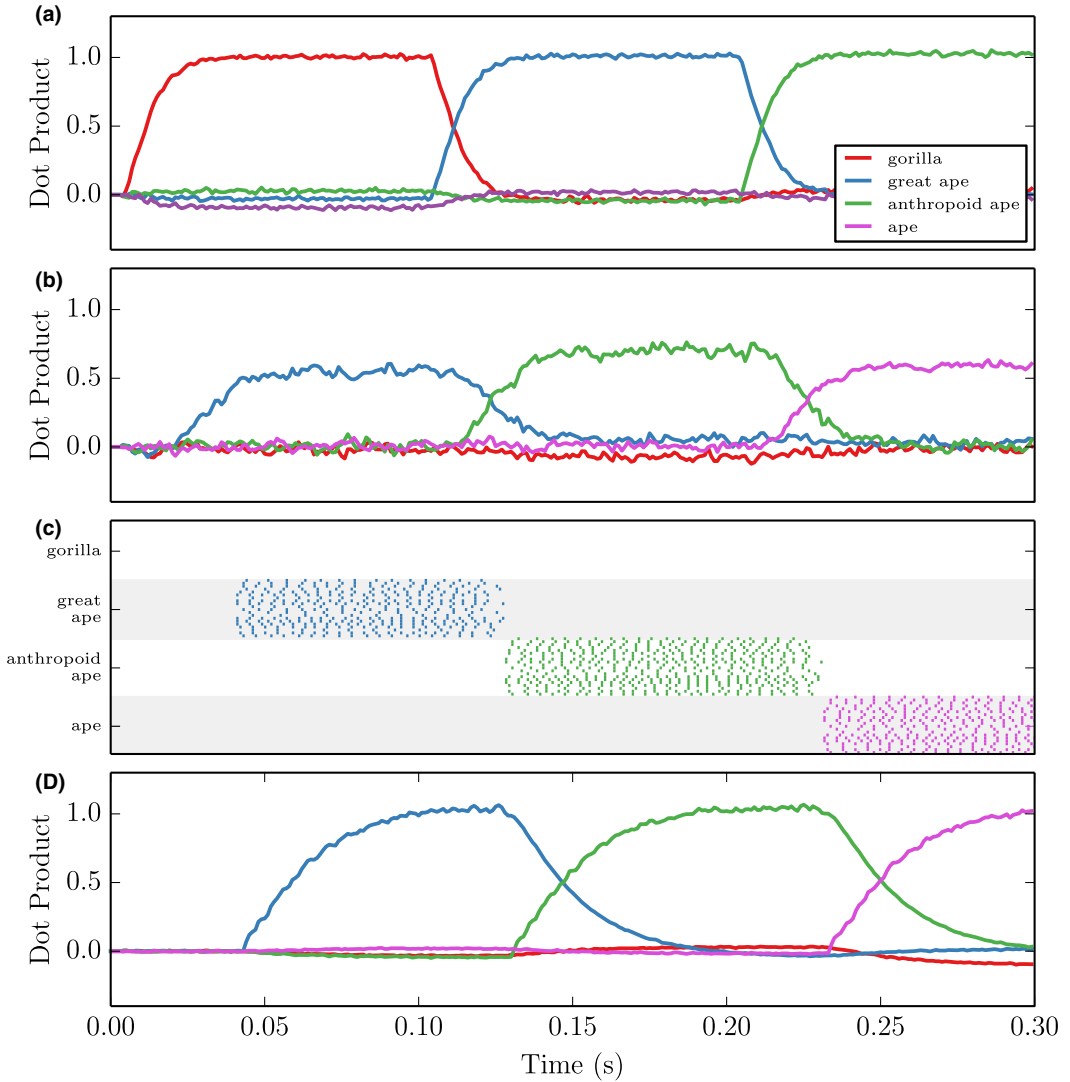 (a)
Dot Product
1.0
0.5
0.0
gorilla
great ape
anthropoid ape
ape
(b)
Dot Product
1.0
0.5
0.0
(c)
gorilla
great
ape
anthropoid
ape
ape
(D)
Dot Product
1.0
0.5
0.0
0.00 0.05 0.10 0.15 0.20 0.25 0.30
Time (s)